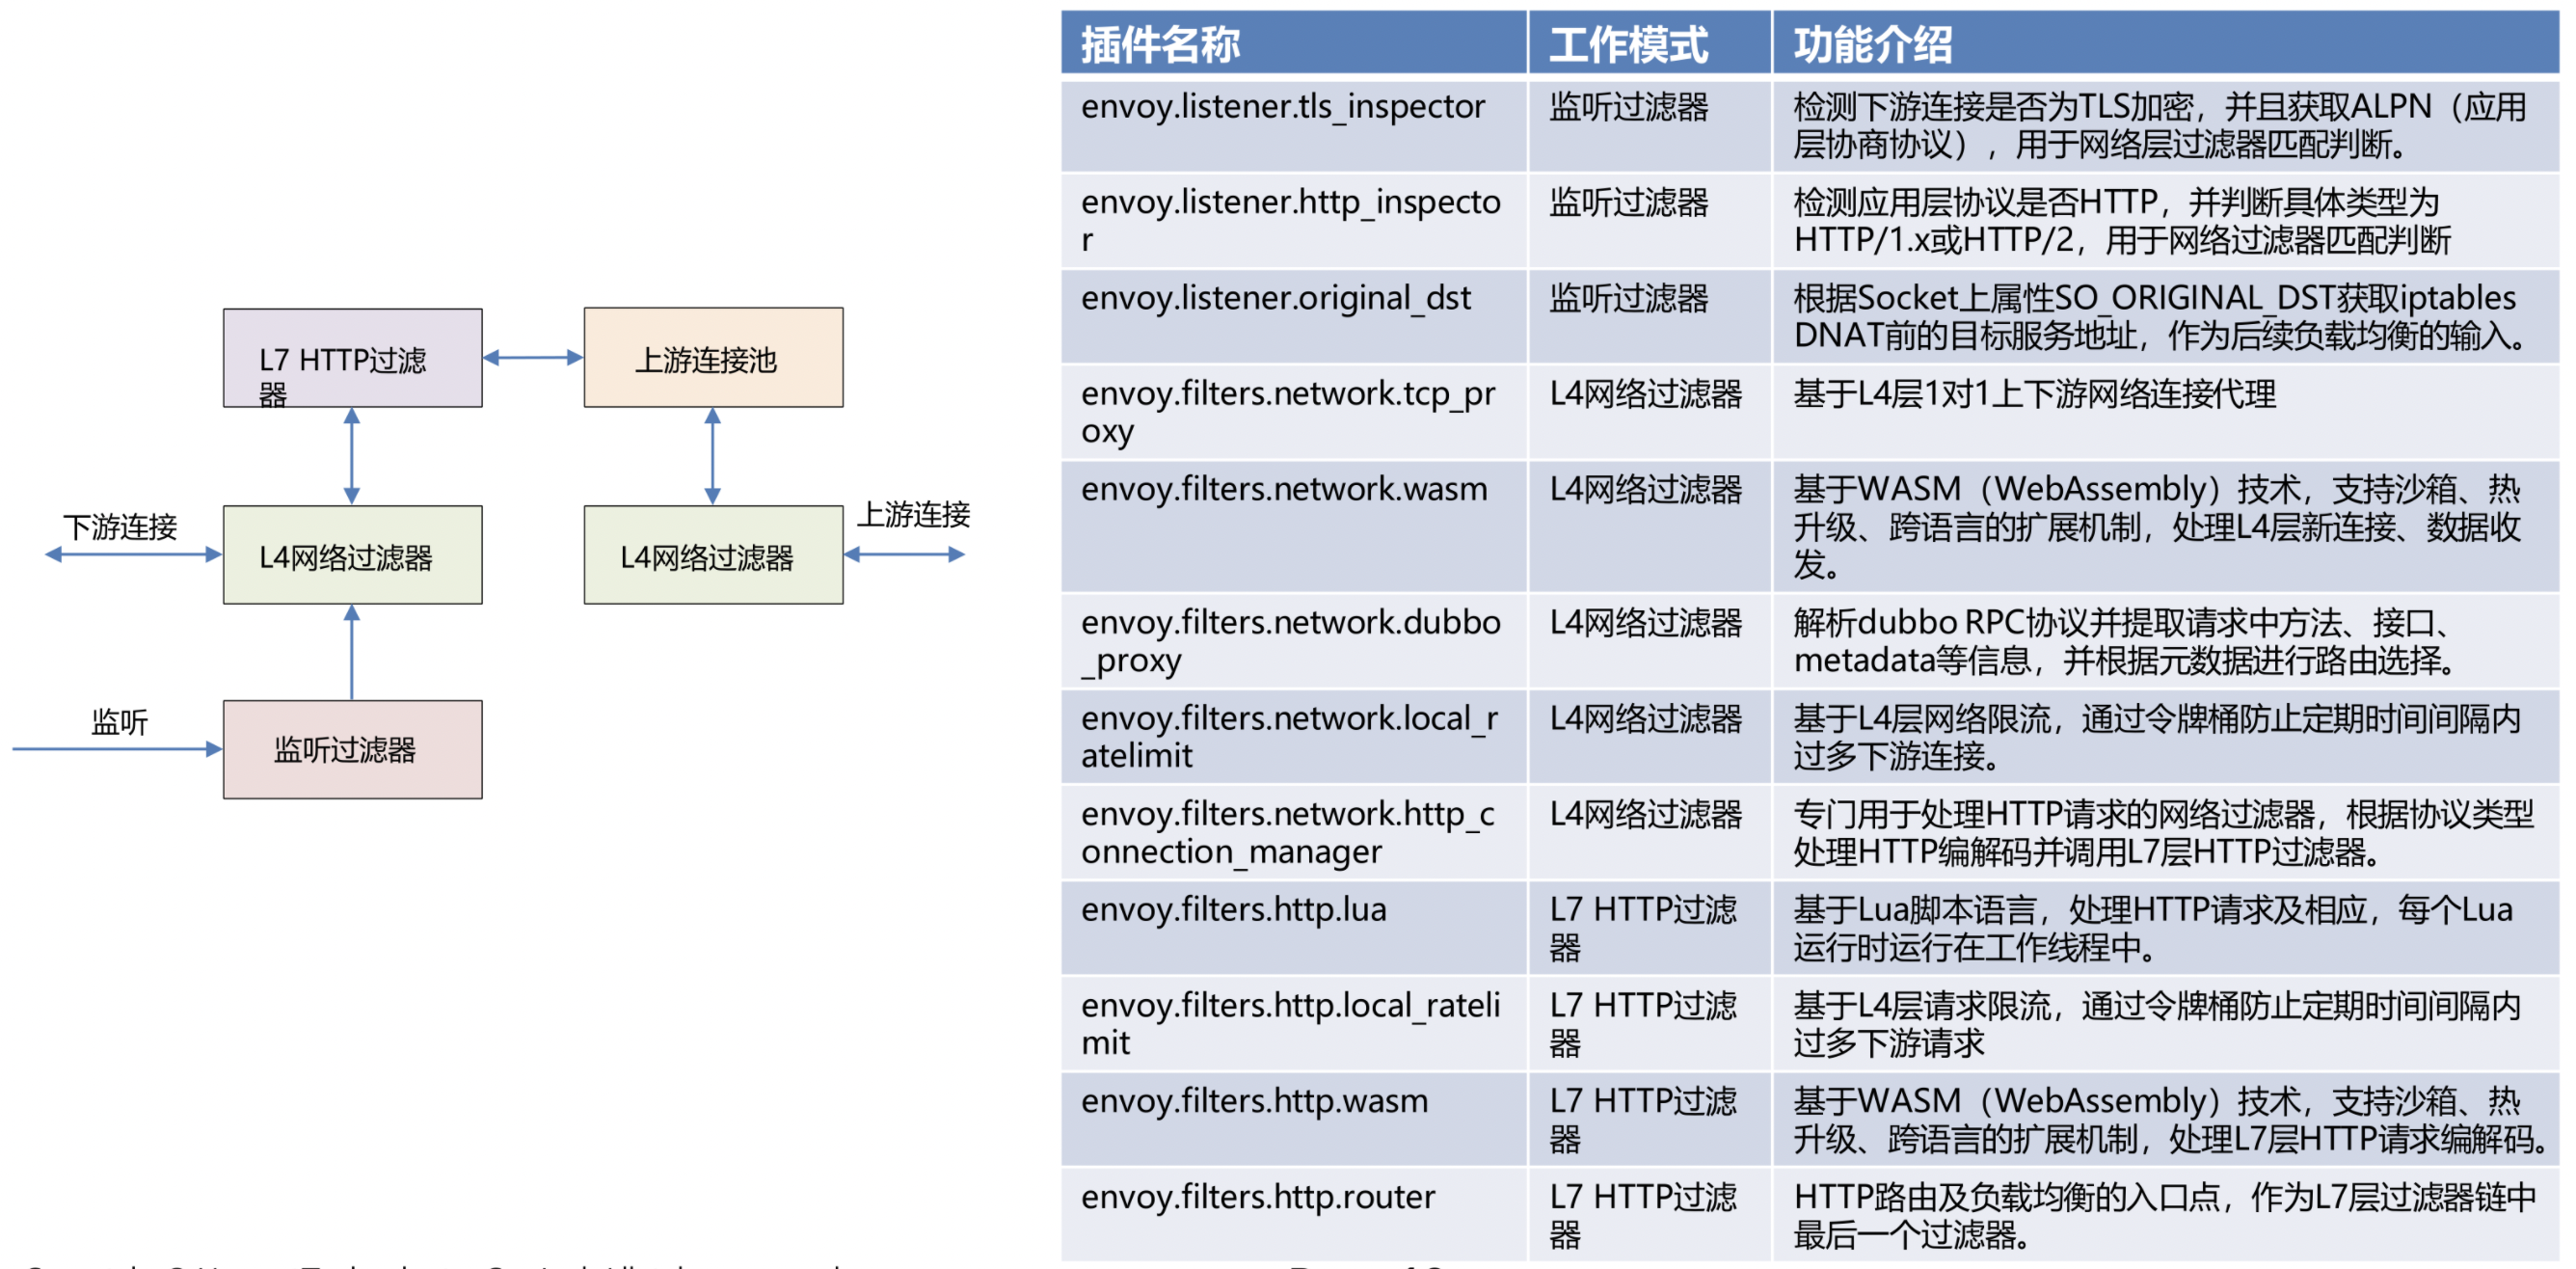 L7 HTTP过滤
器
上游连接池
下游连接
L4网络过滤器
L4网络过滤器
上游连接
监听
监听过滤器
插件名称 工作模式 功能介绍
envoy.listener.tls_inspector 监听过滤器 检测下游连接是否为TLS加密，并且获取ALPN（应用
层协商协议），用于网络层过滤器匹配判断。
envoy.listener.http_inspecto 监听过滤器 检测应用层协议是否HTTP，并判断具体类型为
r HTTP/1.x或HTTP/2，用于网络过滤器匹配判断
envoy.listener.original_dst 监听过滤器 根据Socket上属性SO_ORIGINAL_DST获取iptables
DNAT前的目标服务地址，作为后续负载均衡的输入。
envoy.filters.network.tcp_pr L4网络过滤器 基于L4层1对1上下游网络连接代理
oxy
envoy.filters.network.wasm L4网络过滤器 基于WASM（WebAssembly）技术，支持沙箱、热
升级、跨语言的扩展机制，处理L4层新连接、数据收
发。
envoy.filters.network.dubbo L4网络过滤器 解析dubbo RPC协议并提取请求中方法、接口、
_proxy metadata等信息，并根据元数据进行路由选择。
envoy.filters.network.local_r L4网络过滤器 基于L4层网络限流，通过令牌桶防止定期时间间隔内
atelimit 过多下游连接。
envoy.filters.network.http_c L4网络过滤器 专门用于处理HTTP请求的网络过滤器，根据协议类型
onnection_manager 处理HTTP编解码并调用L7层HTTP过滤器。
envoy.filters.http.lua L7 HTTP过滤 基于Lua脚本语言，处理HTTP请求及相应，每个Lua
器 运行时运行在工作线程中。
envoy.filters.http.local_rateli L7 HTTP过滤 基于L4层请求限流，通过令牌桶防止定期时间间隔内
mit 器 过多下游请求
envoy.filters.http.wasm L7 HTTP过滤 基于WASM（WebAssembly）技术，支持沙箱、热
器 升级、跨语言的扩展机制，处理L7层HTTP请求编解码。
envoy.filters.http.router L7 HTTP过滤 HTTP路由及负载均衡的入口点，作为L7层过滤器链中
器 最后一个过滤器。